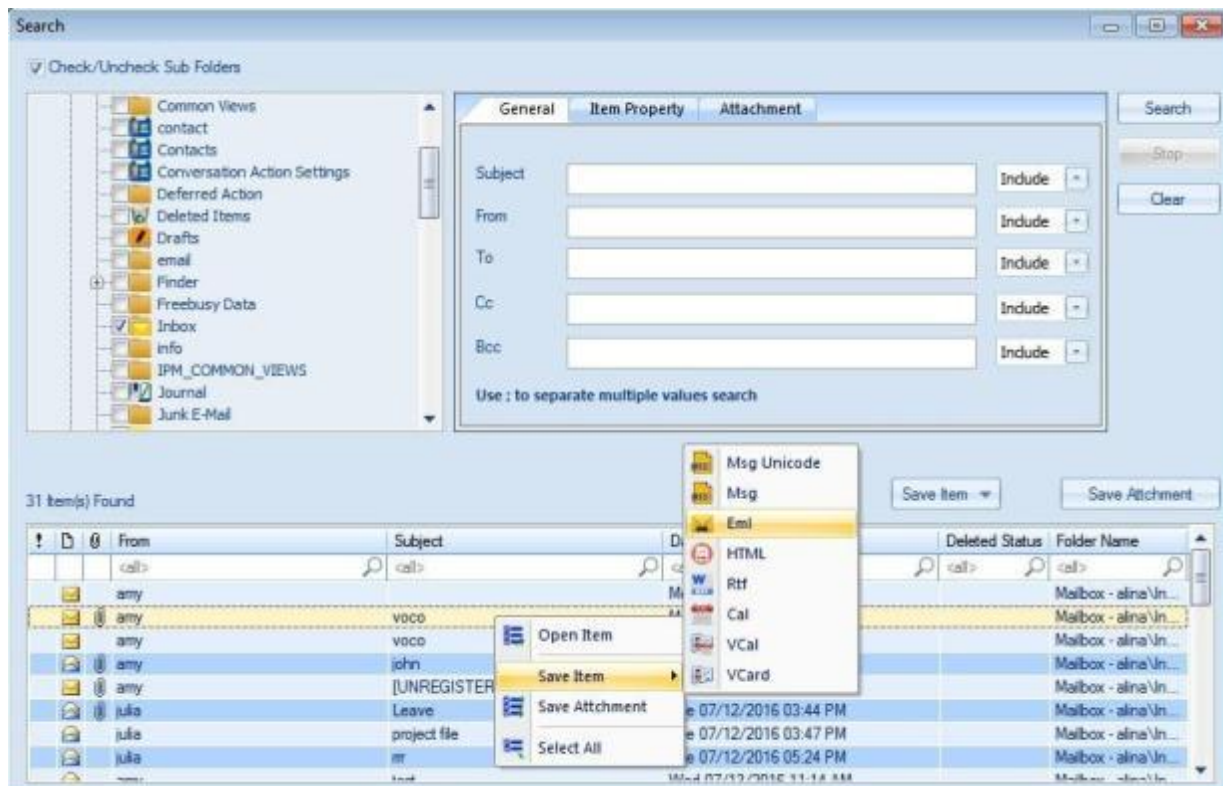 Search
Check/Uncheck Sub Folders
Common Views
contact
Contacts
Conversation Action Settings
Deferred Action
Deleted Items
Drafts
email
Finder
Freebusy Data
Inbox
info
IPM_COMMON_VIEWS
Journal
Junk E-Mail
General Item Property Attachment
Subject Include
From Include
To Include
Cc Include
Bcc Include
Use ; to separate multiple values search
Search
Stop
Clear
31 Item(s) Found
Save Item
Save Attchment
From Subject Deleted Status Folder Name
<all> <all> <all> <all>
amy Mailbox - alina\In...
amy voco Mailbox - alina\In...
amy voco Mailbox - alina\In...
amy john Mailbox - alina\In...
amy [UNREGISTER Mailbox - alina\In...
julia Leave 07/12/2016 03:44 PM Mailbox - alina\In...
julia project file 07/12/2016 03:47 PM Mailbox - alina\In...
julia 07/12/2016 05:24 PM Mailbox - alina\In...
Open Item
Save Item
Save Attchment
Select All
Msg Unicode
Msg
Eml
HTML
Rtf
Cal
VCal
VCard